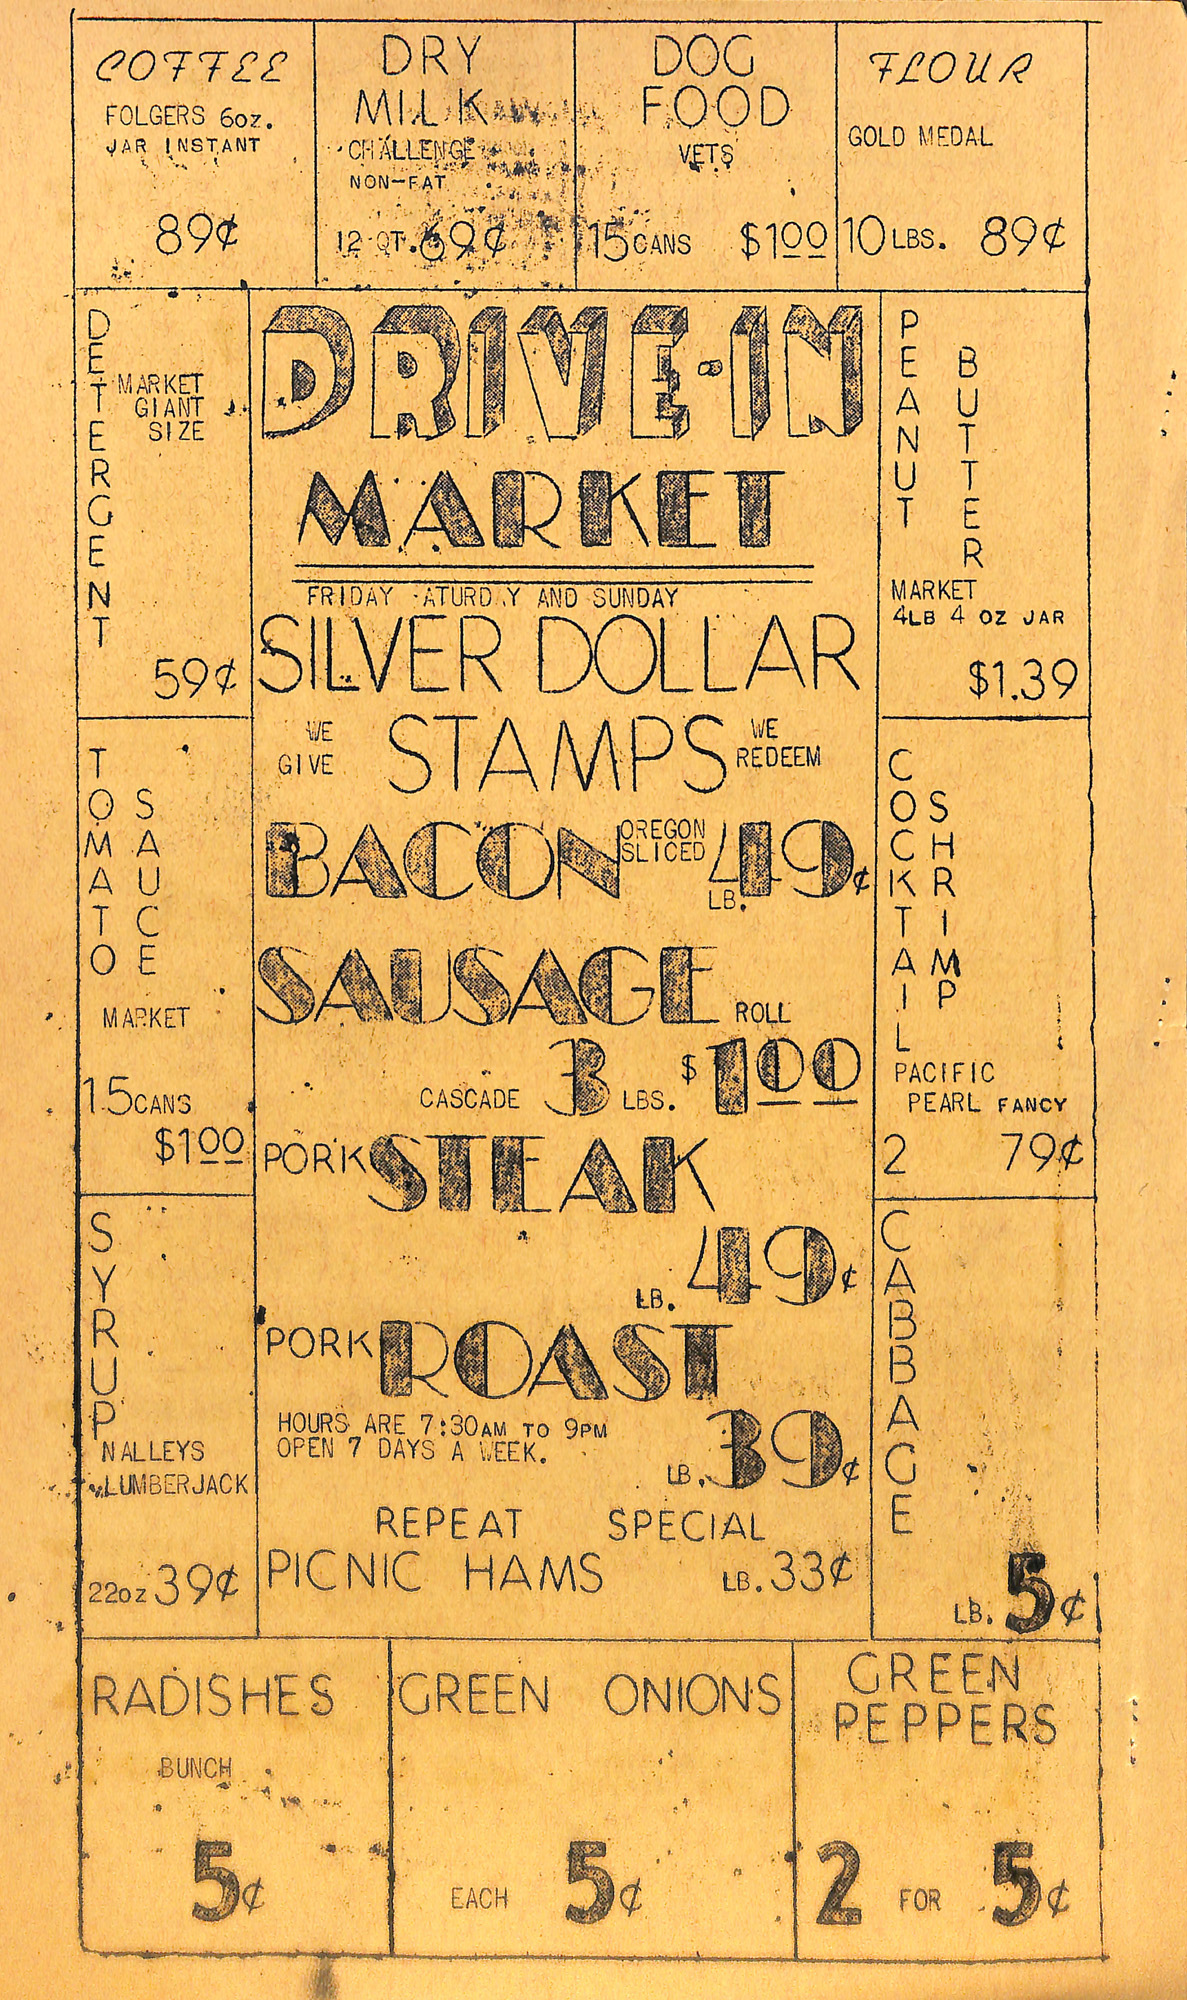 COFFEE
FOLGERS 6oz.
JAR INSTANT
89¢
DRY
MILK
CHALLENGE
NON-FAT
12 QT. 69¢
DOG
FOOD
VETS
15 CANS $1.00
FLOUR
GOLD MEDAL
10 LBS. 89¢
DETERGENT
MARKET
GIANT
SIZE
59¢
DRIVE-IN
MARKET
FRIDAY ATURD Y AND SUNDAY
SILVER DOLLAR
WE GIVE STAMPS WE REDEEM
BACON OREGON SLICED LB. 49¢
SAUSAGE ROLL
CASCADE 3 LBS. $1.00
PORK STEAK
LB. 49¢
PORK ROAST
LB. 39¢
HOURS ARE 7:30AM TO 9PM
OPEN 7 DAYS A WEEK.
REPEAT SPECIAL
PICNIC HAMS LB. 33¢
PEANUT BUTTER
MARKET
4LB 4 OZ JAR
$1.39
TOMATO SAUCE
MARKET
15 CANS
$1.00
COCKTAIL SHRIMP
PACIFIC
PEARL FANCY
2 79¢
SYRUP
NALLEYS
LUMBERJACK
22oz 39¢
CABBAGE
LB. 5¢
RADISHES
BUNCH
5¢
GREEN ONIONS
EACH 5¢
GREEN
PEPPERS
2 FOR 5¢